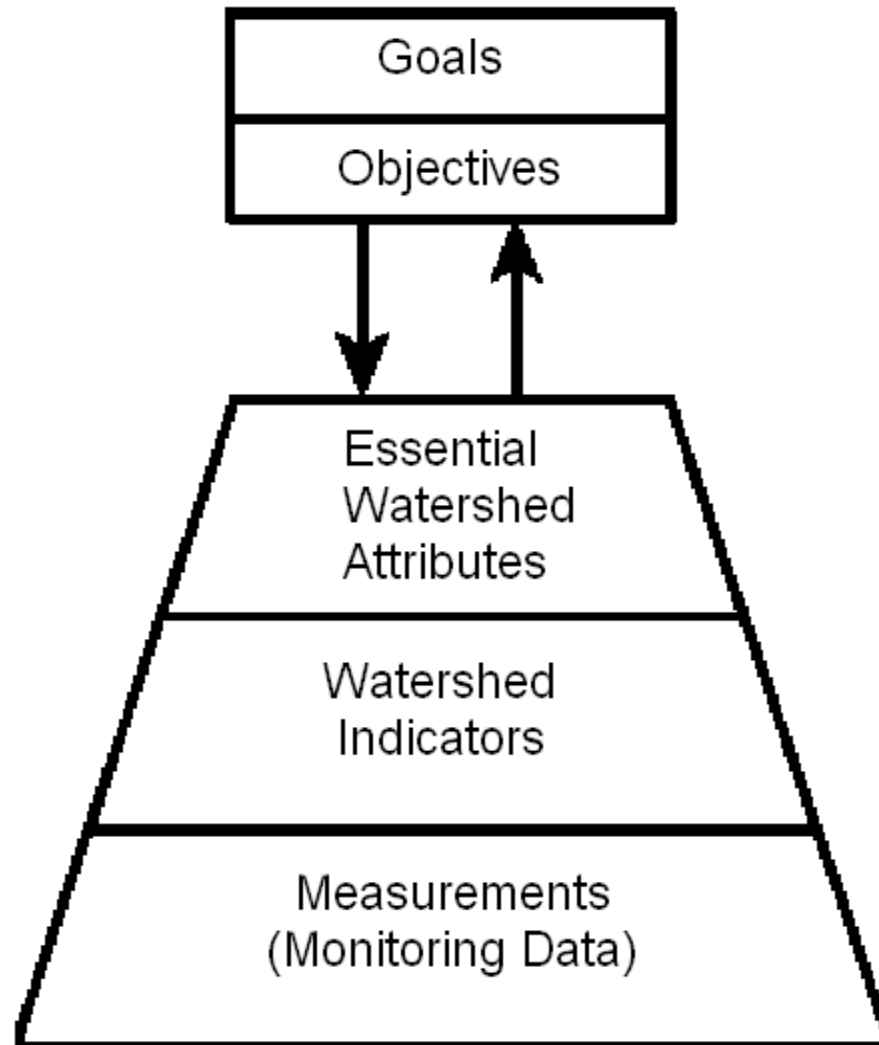 Goals
Objectives
Essential
Watershed
Attributes
Watershed
Indicators
Measurements
(Monitoring Data)